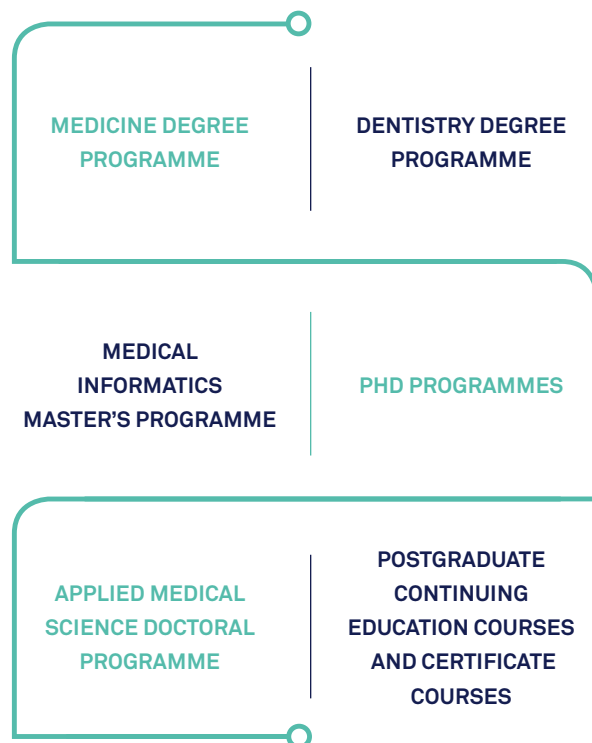 MEDICINE DEGREE
PROGRAMME
DENTISTRY DEGREE
PROGRAMME
MEDICAL
INFORMATICS
MASTER’S PROGRAMME
PHD PROGRAMMES
APPLIED MEDICAL
SCIENCE DOCTORAL
PROGRAMME
POSTGRADUATE
CONTINUING
EDUCATION COURSES
AND CERTIFICATE
COURSES